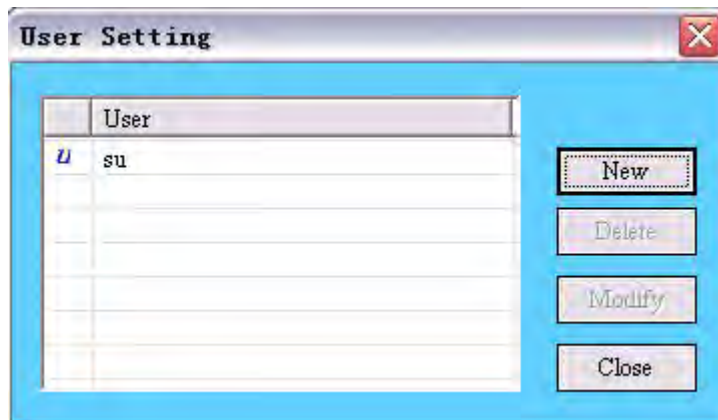 User Setting
User
u su
New
Delete
Modify
Close